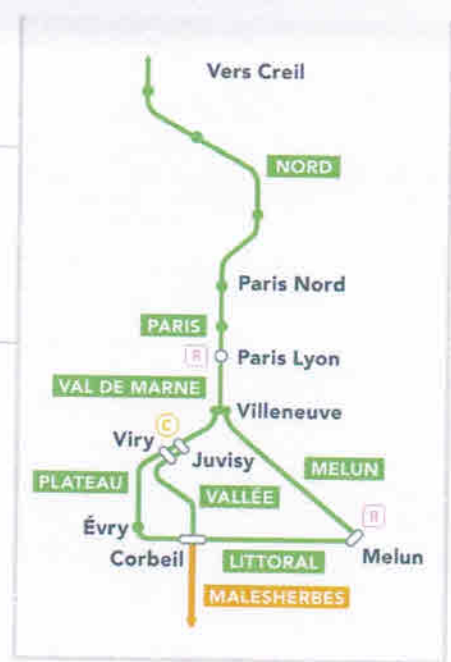 Vers Creil
NORD
Paris Nord
PARIS
R Paris Lyon
VAL DE MARNE
Villeneuve
C
Viry
Juvisy
MELUN
PLATEAU
VALLÉE
R
Évry
Corbeil
LITTORAL
Melun
MALESHERBES